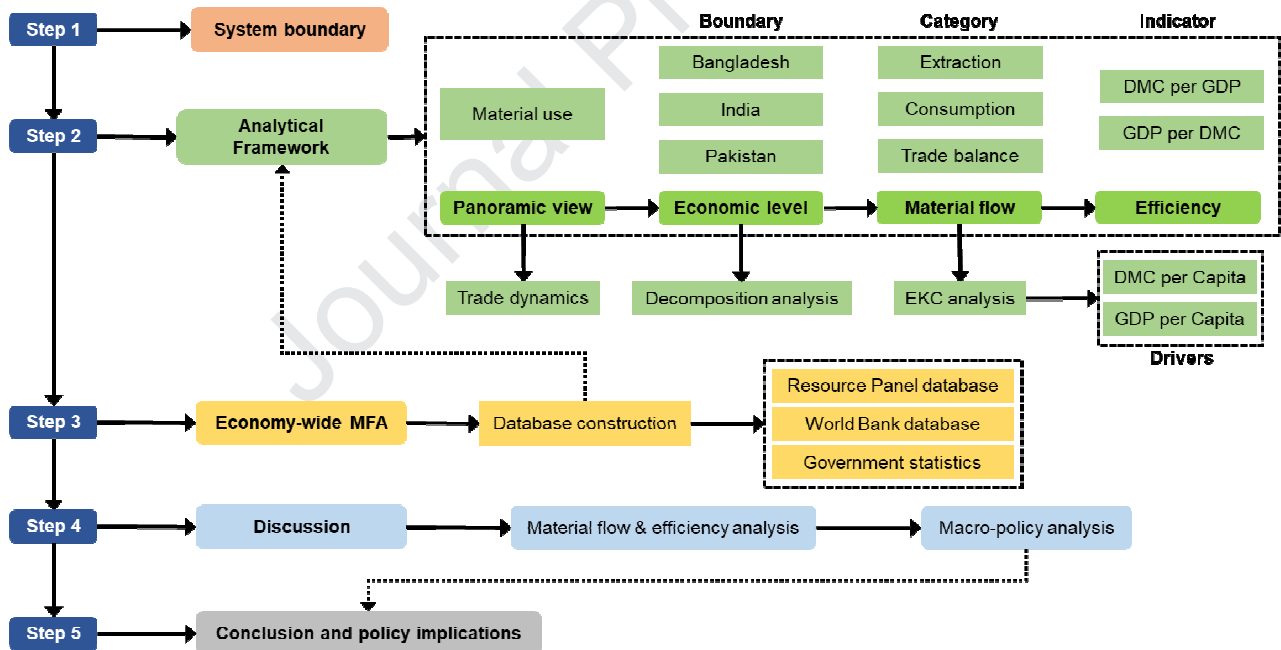 Boundary
Category
Indicator
Step 1
System boundary
Bangladesh
Extraction
DMC per GDP
Material use
India
Consumption
Step 2
Analytical
Framework
GDP per DMC
Pakistan
Trade balance
Panoramic view
Economic level
Material flow
Efficiency
Trade dynamics
Decomposition analysis
EKC analysis
DMC per Capita
GDP per Capita
Drivers
Resource Panel database
Step 3
Economy-wide MFA
Database construction
World Bank database
Government statistics
Step 4
Discussion
Material flow & efficiency analysis
Macro-policy analysis
Step 5
Conclusion and policy implications
Journal Pr